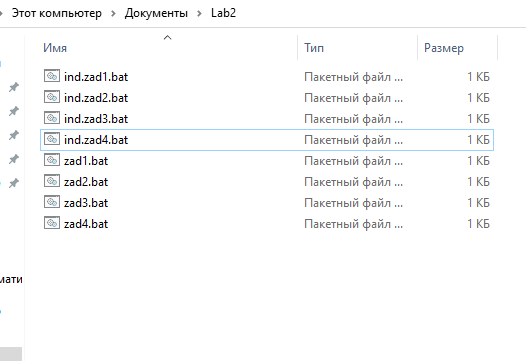 Этот компьютер > Документы > Lab2
Имя Тип Размер
ind.zad1.bat Пакетный файл ... 1 КБ
ind.zad2.bat Пакетный файл ... 1 КБ
ind.zad3.bat Пакетный файл ... 1 КБ
ind.zad4.bat Пакетный файл ... 1 КБ
zad1.bat Пакетный файл ... 1 КБ
zad2.bat Пакетный файл ... 1 КБ
zad3.bat Пакетный файл ... 1 КБ
zad4.bat Пакетный файл ... 1 КБ
мати